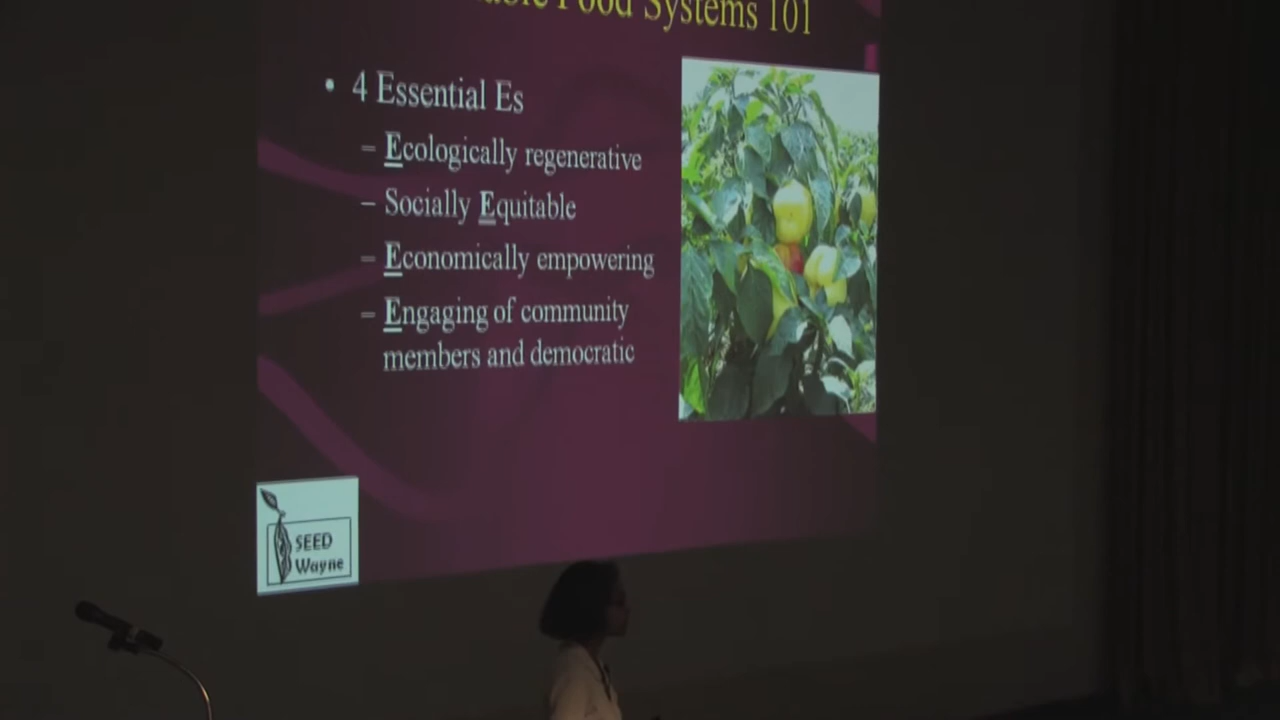 Food Systems 101
• 4 Essential Es
– Ecologically regenerative
– Socially Equitable
– Economically empowering
– Engaging of community
members and democratic
SEED
Wayne